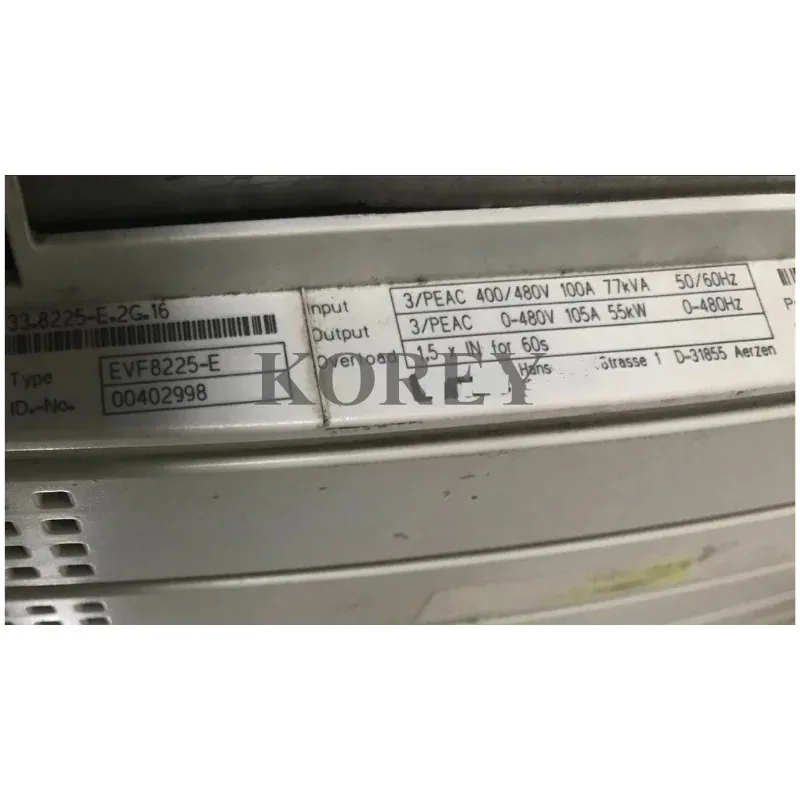 33.8225-E.2G.16
Type EVF8225-E
ID.-No. 00402998
Input 3/PEAC 400/480V 100A 77kVA 50/60Hz
Output 3/PEAC 0-480V 105A 55kW 0-480Hz
Overload 1,5 x IN for 60s
Hans Strasse 1 D-31855 Aerzen
KOREY